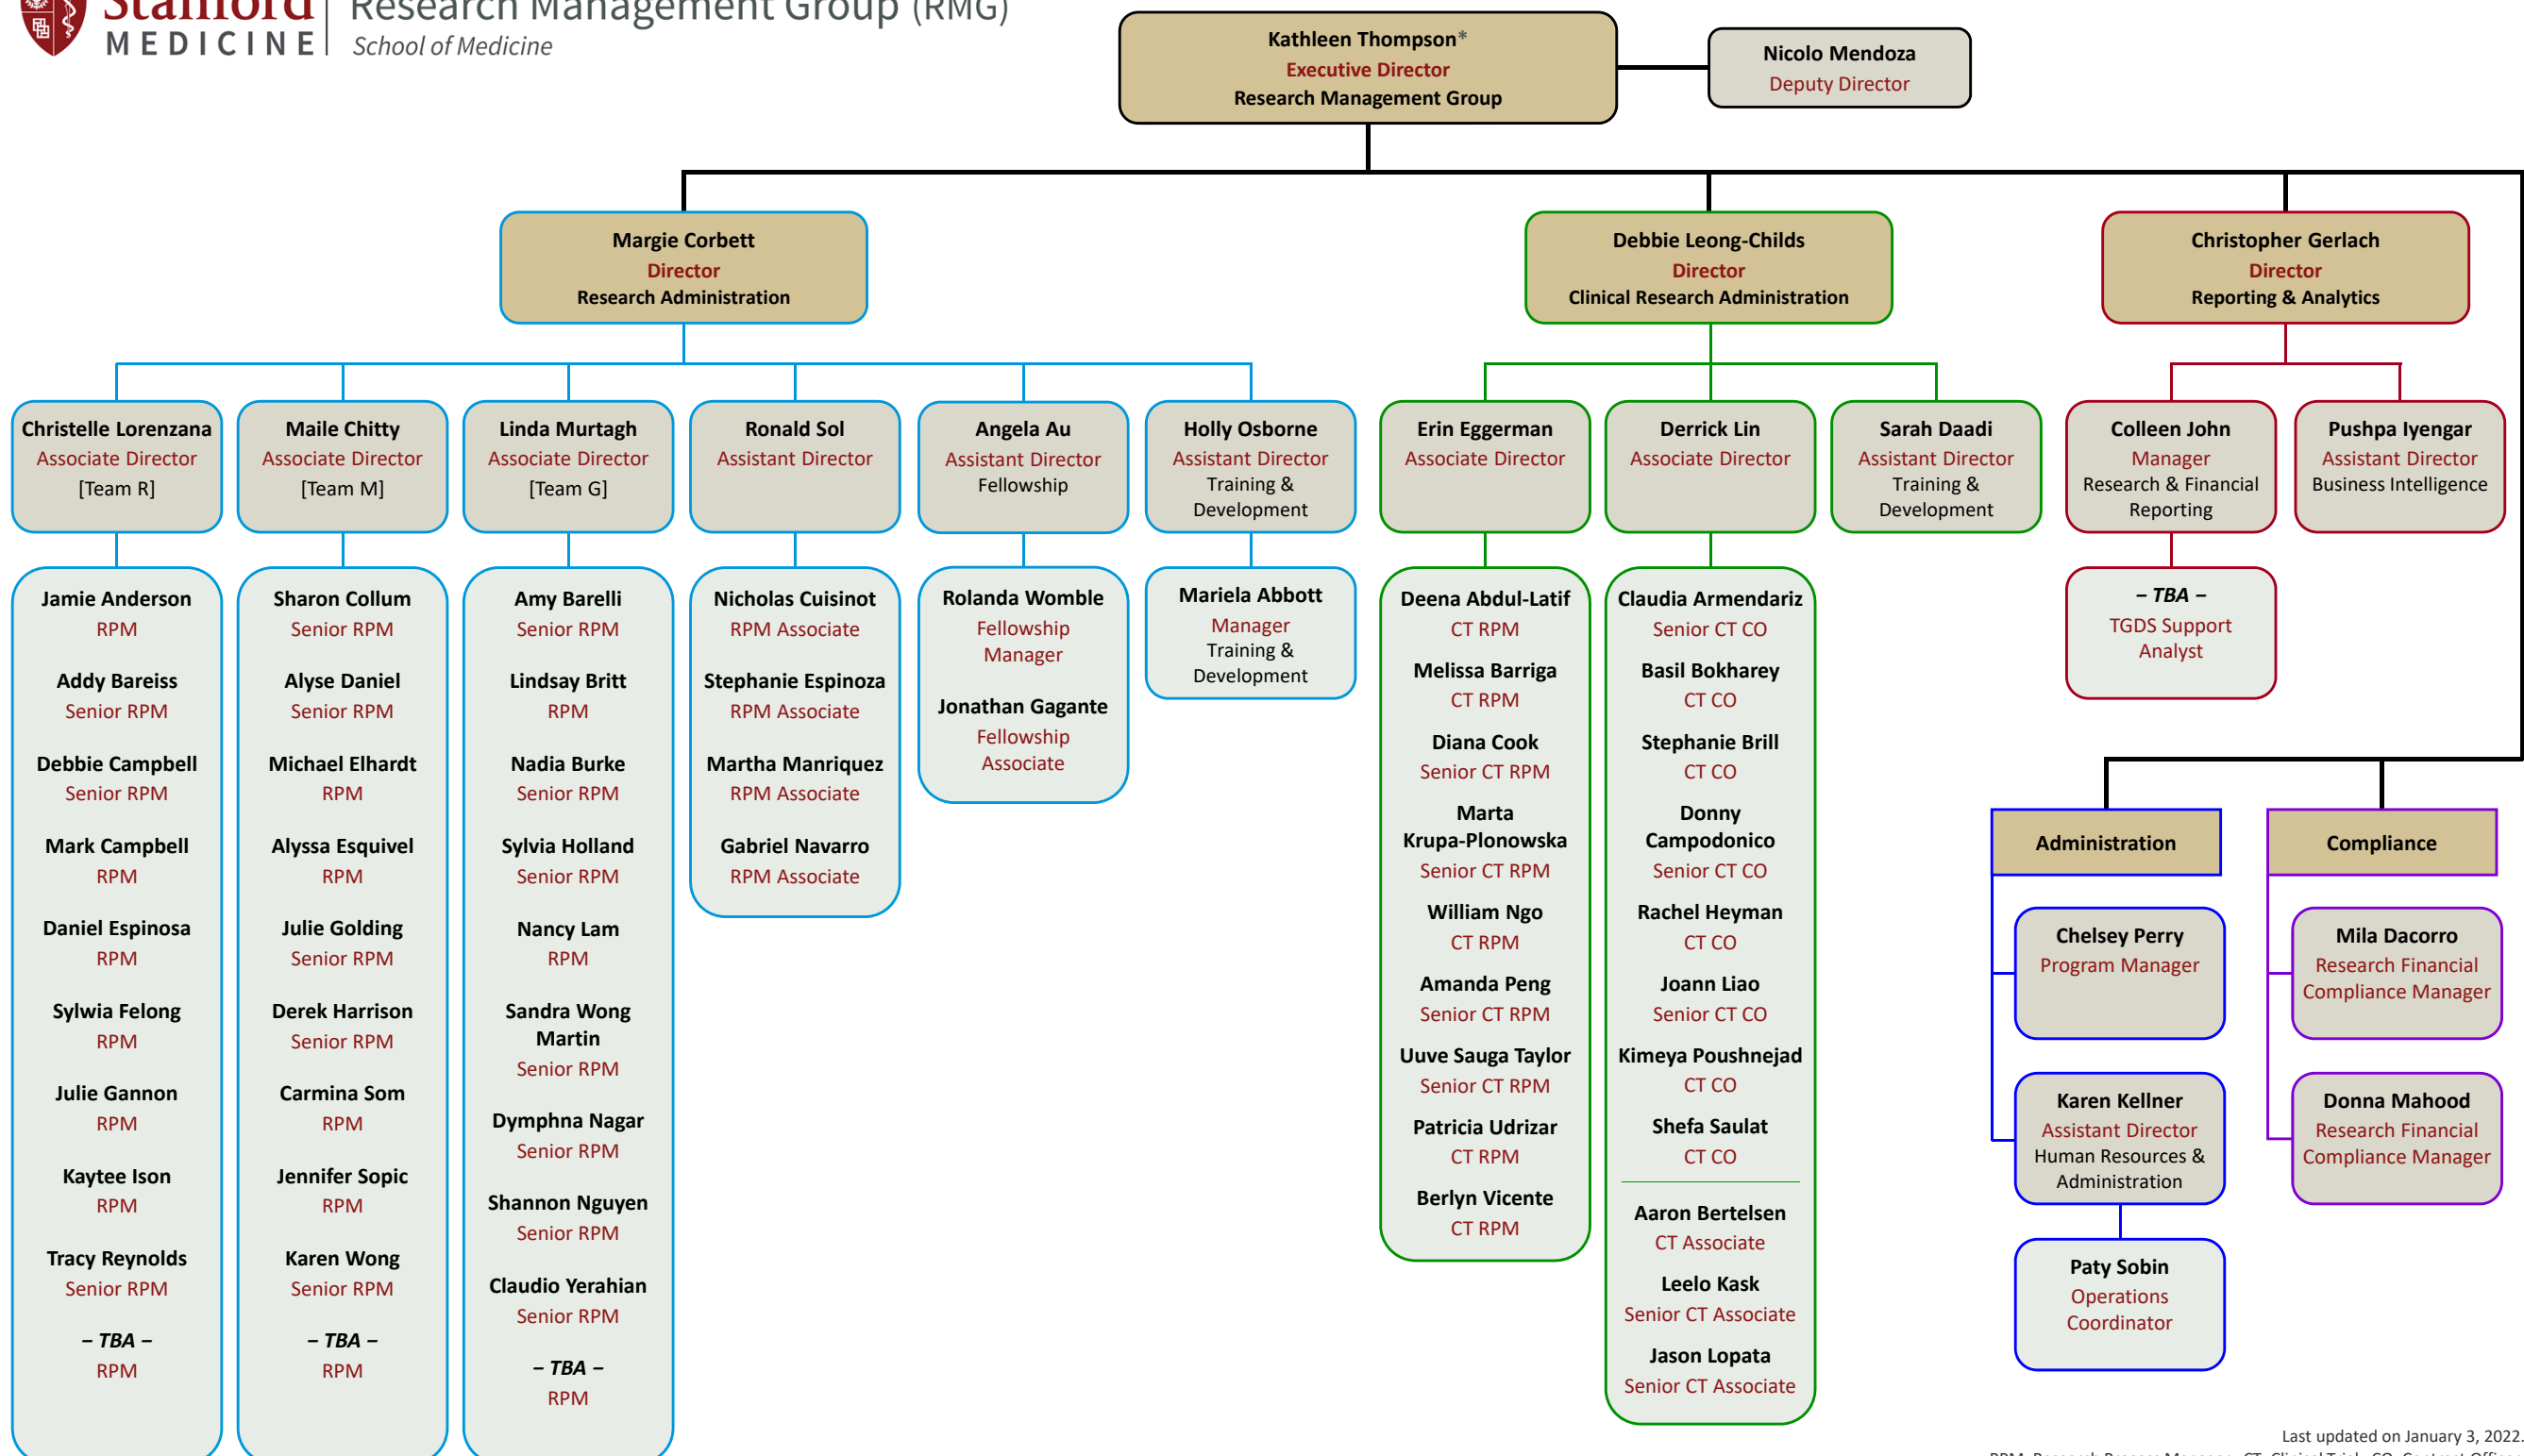 Stanford
MEDICINE
Research Management Group (RMG)
School of Medicine
Kathleen Thompson*
Executive Director
Research Management Group
Nicolo Mendoza
Deputy Director
Margie Corbett
Director
Research Administration
Debbie Leong-Childs
Director
Clinical Research Administration
Christopher Gerlach
Director
Reporting & Analytics
Christelle Lorenzana
Associate Director
[Team R]
Maile Chitty
Associate Director
[Team M]
Linda Murtagh
Associate Director
[Team G]
Ronald Sol
Assistant Director
Angela Au
Assistant Director
Fellowship
Holly Osborne
Assistant Director
Training &
Development
Erin Eggerman
Associate Director
Derrick Lin
Associate Director
Sarah Daadi
Assistant Director
Training &
Development
Colleen John
Manager
Research & Financial
Reporting
Pushpa Iyengar
Assistant Director
Business Intelligence
Jamie Anderson
RPM
Addy Bareiss
Senior RPM
Debbie Campbell
Senior RPM
Mark Campbell
RPM
Daniel Espinosa
RPM
Sylwia Felong
RPM
Julie Gannon
RPM
Kaytee Ison
RPM
Tracy Reynolds
Senior RPM
– TBA –
RPM
Sharon Collum
Senior RPM
Alyse Daniel
Senior RPM
Michael Elhardt
RPM
Alyssa Esquivel
RPM
Julie Golding
Senior RPM
Derek Harrison
Senior RPM
Carmina Som
RPM
Jennifer Sopic
RPM
Karen Wong
Senior RPM
– TBA –
RPM
Amy Barelli
Senior RPM
Lindsay Britt
RPM
Nadia Burke
Senior RPM
Sylvia Holland
Senior RPM
Nancy Lam
RPM
Sandra Wong
Martin
Senior RPM
Dymphna Nagar
Senior RPM
Shannon Nguyen
Senior RPM
Claudio Yerahian
Senior RPM
– TBA –
RPM
Nicholas Cuisinot
RPM Associate
Stephanie Espinoza
RPM Associate
Martha Manriquez
RPM Associate
Gabriel Navarro
RPM Associate
Rolanda Womble
Fellowship
Manager
Jonathan Gagante
Fellowship
Associate
Mariela Abbott
Manager
Training &
Development
Deena Abdul-Latif
CT RPM
Melissa Barriga
CT RPM
Diana Cook
Senior CT RPM
Marta
Krupa-Plonowska
Senior CT RPM
William Ngo
CT RPM
Amanda Peng
Senior CT RPM
Uuve Sauga Taylor
Senior CT RPM
Patricia Udrizar
CT RPM
Berlyn Vicente
CT RPM
Claudia Armendariz
Senior CT CO
Basil Bokharey
CT CO
Stephanie Brill
CT CO
Donny
Campodonico
Senior CT CO
Rachel Heyman
CT CO
Joann Liao
Senior CT CO
Kimeya Poushnejad
CT CO
Shefa Saulat
CT CO
Aaron Bertelsen
CT Associate
Leelo Kask
Senior CT Associate
Jason Lopata
Senior CT Associate
– TBA –
TGDS Support
Analyst
Administration
Chelsey Perry
Program Manager
Karen Kellner
Assistant Director
Human Resources &
Administration
Paty Sobin
Operations
Coordinator
Compliance
Mila Dacorro
Research Financial
Compliance Manager
Donna Mahood
Research Financial
Compliance Manager
Last updated on January 3, 2022.
RPM, Research Process Manager; CT, Clinical Trial; CO, Contract Officer